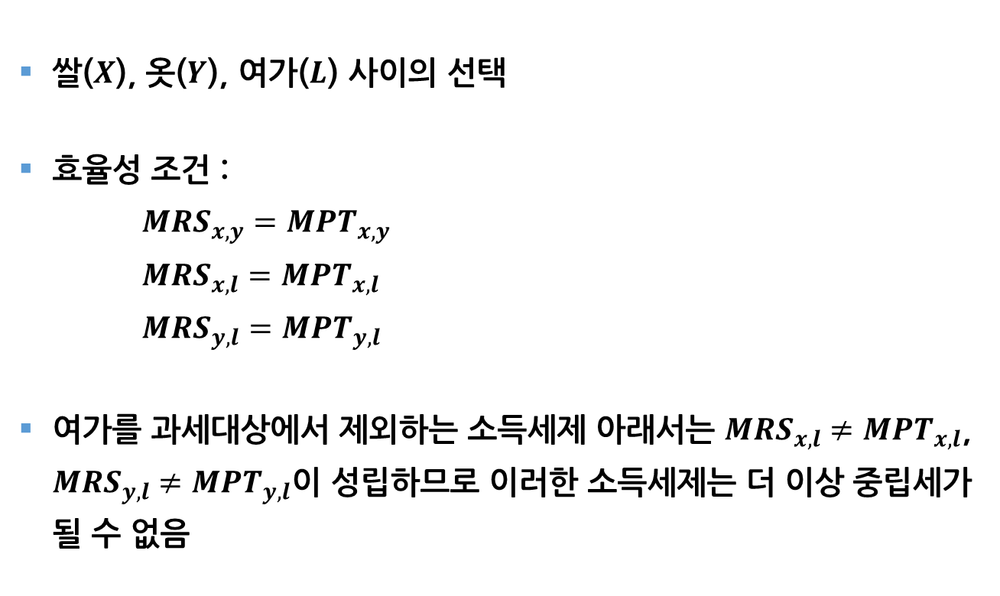 ▪ 쌀(X), 옷(Y), 여가(L) 사이의 선택
▪ 효율성 조건 :
MRS_{x,y} = MPT_{x,y}
MRS_{x,l} = MPT_{x,l}
MRS_{y,l} = MPT_{y,l}
▪ 여가를 과세대상에서 제외하는 소득세제 아래서는 MRS_{x,l} ≠ MPT_{x,l},
MRS_{y,l} ≠ MPT_{y,l}이 성립하므로 이러한 소득세제는 더 이상 중립세가
될 수 없음